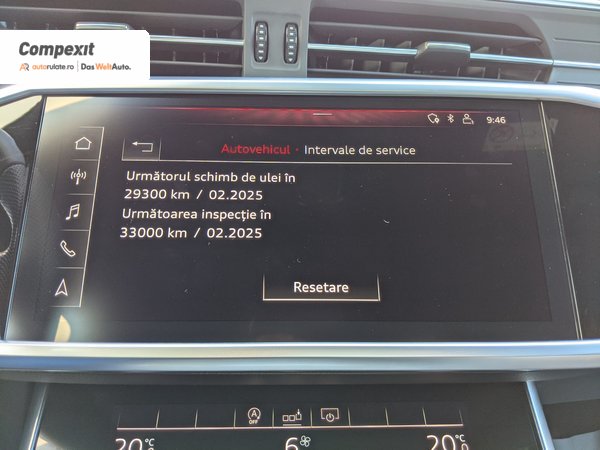 Compexit
autorulate.ro | Das WeltAuto.
9:46
Autovehicul · Intervale de service
Următorul schimb de ulei în
29300 km / 02.2025
Următoarea inspecție în
33000 km / 02.2025
Resetare
A
OFF
20°C 6 20°C